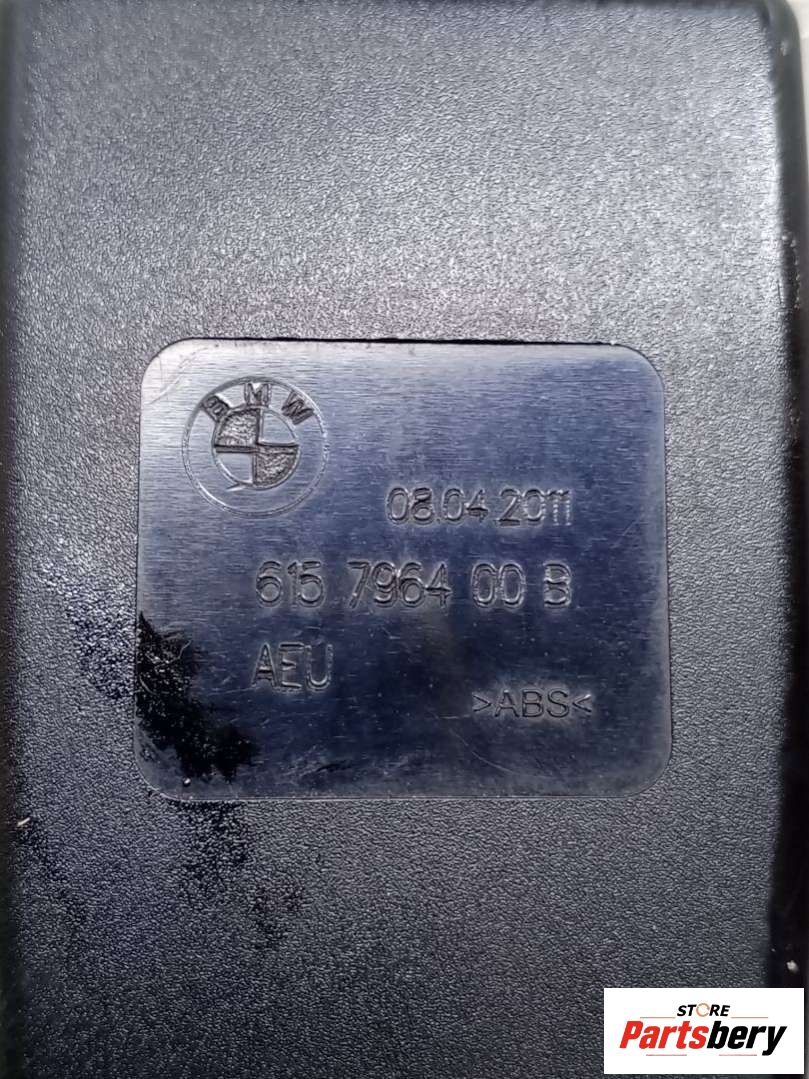 BMW
08.04.2011
615 7964 00 B
AEU
>ABS<
STORE
Partsbery